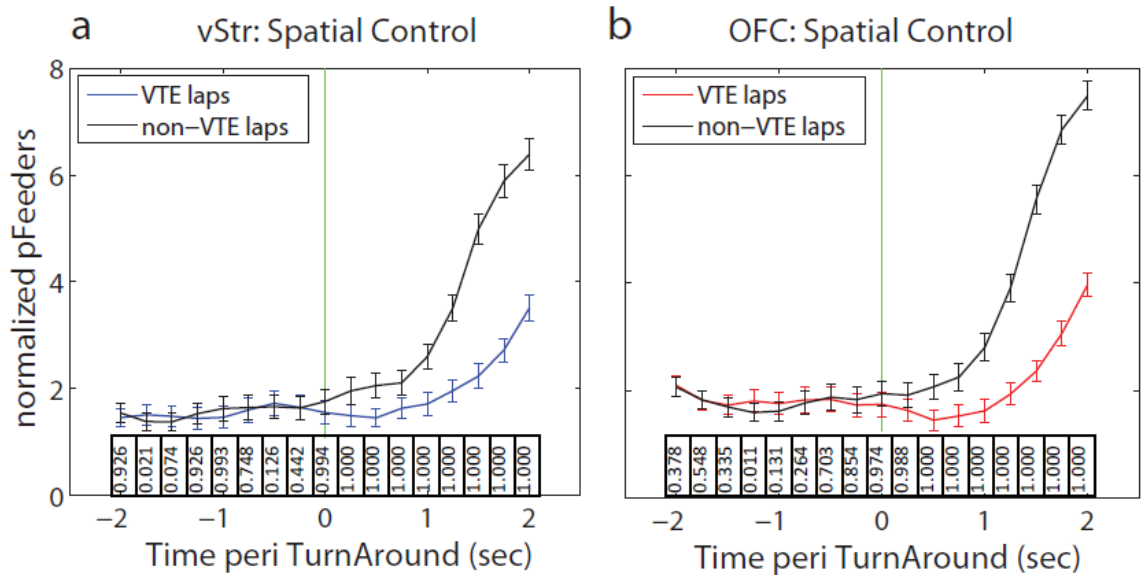 a vStr: Spatial Control
VTE laps
non-VTE laps
normalized pFeeders
8
6
4
2
0
0.926 0.021 0.074 0.926 0.993 0.748 0.126 0.442 0.994 1.000 1.000 1.000 1.000 1.000 1.000 1.000 1.000
−2 −1 0 1 2
Time peri TurnAround (sec)
b OFC: Spatial Control
VTE laps
non-VTE laps
0.378 0.548 0.335 0.011 0.131 0.264 0.703 0.854 0.974 0.988 1.000 1.000 1.000 1.000 1.000 1.000 1.000
−2 −1 0 1 2
Time peri TurnAround (sec)